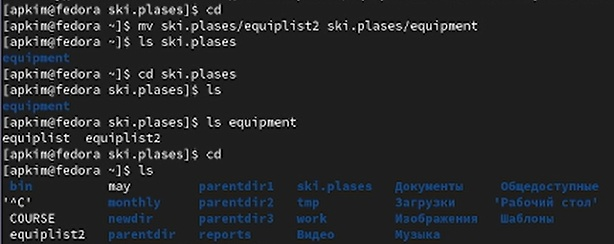 [apkim@fedora ski.plases]$ cd
[apkim@fedora ~]$ mv ski.plases/equiplist2 ski.plases/equipment
[apkim@fedora ~]$ ls ski.plases
equipment
[apkim@fedora ~]$ cd ski.plases
[apkim@fedora ski.plases]$ ls
equipment
[apkim@fedora ski.plases]$ ls equipment
equiplist  equiplist2
[apkim@fedora ski.plases]$ cd
[apkim@fedora ~]$ ls
bin  may  parentdir1  ski.plases  Документы  Общедоступные
'^C'  monthly  parentdir2  tmp  Загрузки  'Рабочий стол'
COURSE  newdir  parentdir3  work  Изображения  Шаблоны
equiplist2  parentdir  reports  Видео  Музыка